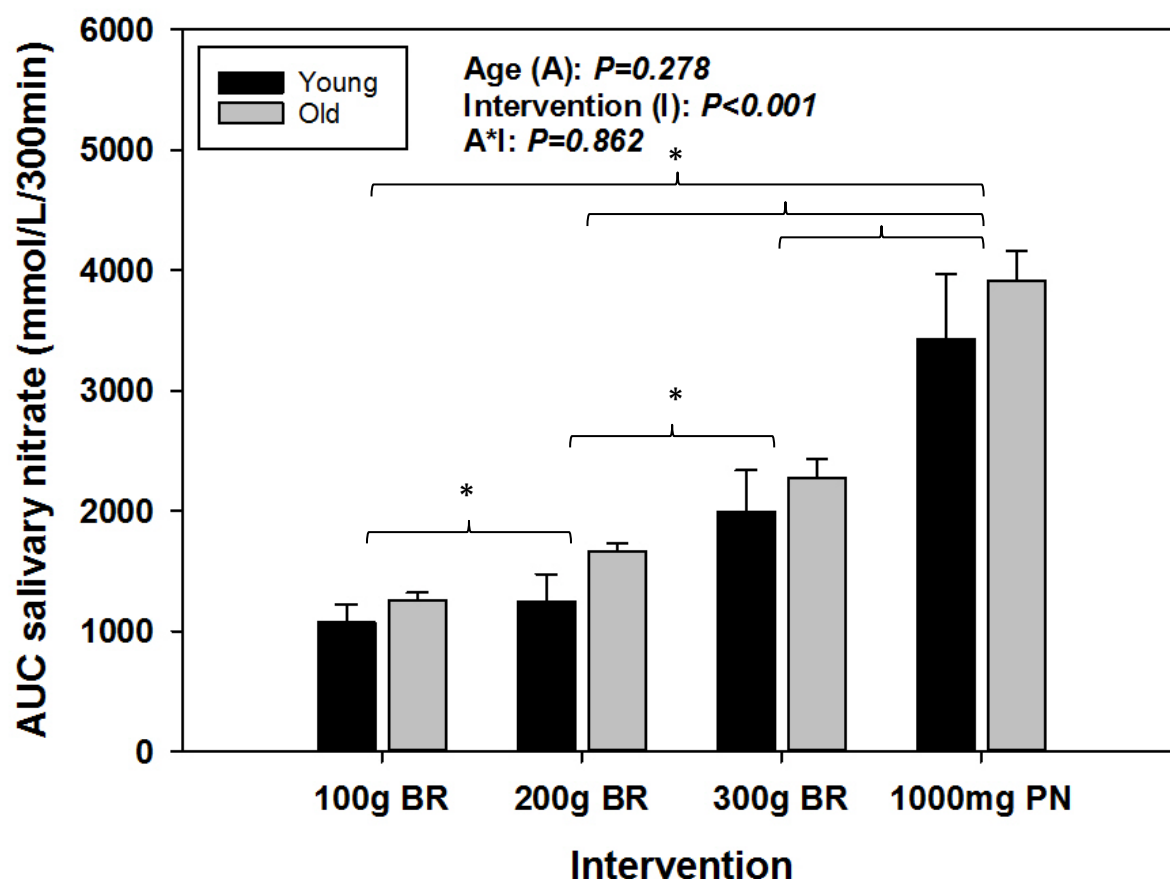 AUC salivary nitrate (mmol/L/300min)
6000
5000
4000
3000
2000
1000
0
Young
Old
Age (A): P=0.278
Intervention (I): P<0.001
A*I: P=0.862
*
*
*
100g BR
200g BR
300g BR
1000mg PN
Intervention